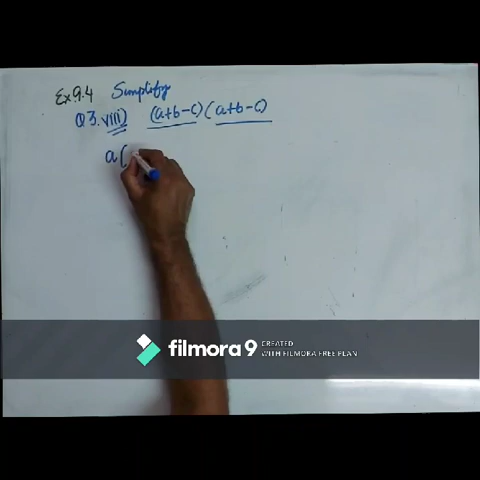 Ex 9.4 Simplify
Q3.viii) (a+b-c)(a+b-c)
a(
filmora 9 CREATED
WITH FILMORA FREE PLAN